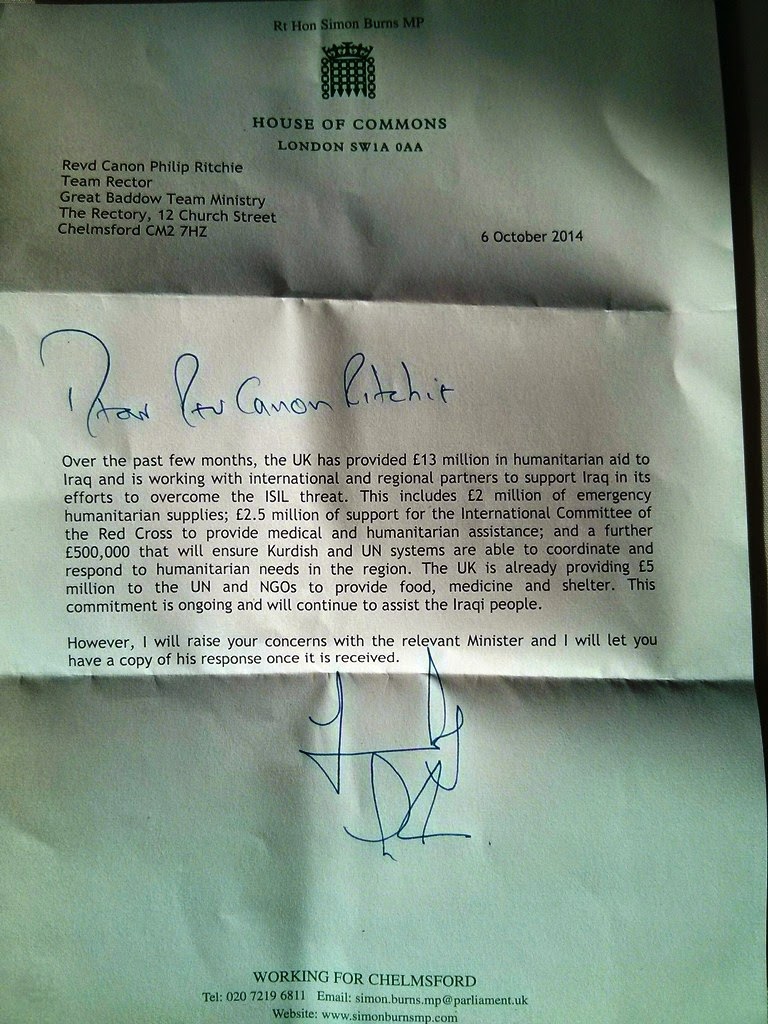 Rt Hon Simon Burns MP
HOUSE OF COMMONS
LONDON SW1A 0AA
Revd Canon Philip Ritchie
Team Rector
Great Baddow Team Ministry
The Rectory, 12 Church Street
Chelmsford CM2 7HZ
6 October 2014
Dear Rev Canon Ritchie
Over the past few months, the UK has provided £13 million in humanitarian aid to
Iraq and is working with international and regional partners to support Iraq in its
efforts to overcome the ISIL threat. This includes £2 million of emergency
humanitarian supplies; £2.5 million of support for the International Committee of
the Red Cross to provide medical and humanitarian assistance; and a further
£500,000 that will ensure Kurdish and UN systems are able to coordinate and
respond to humanitarian needs in the region. The UK is already providing £5
million to the UN and NGOs to provide food, medicine and shelter. This
commitment is ongoing and will continue to assist the Iraqi people.
However, I will raise your concerns with the relevant Minister and I will let you
have a copy of his response once it is received.
WORKING FOR CHELMSFORD
Tel: 020 7219 6811 Email: simon.burns.mp@parliament.uk
Website: www.simonburnsmp.com